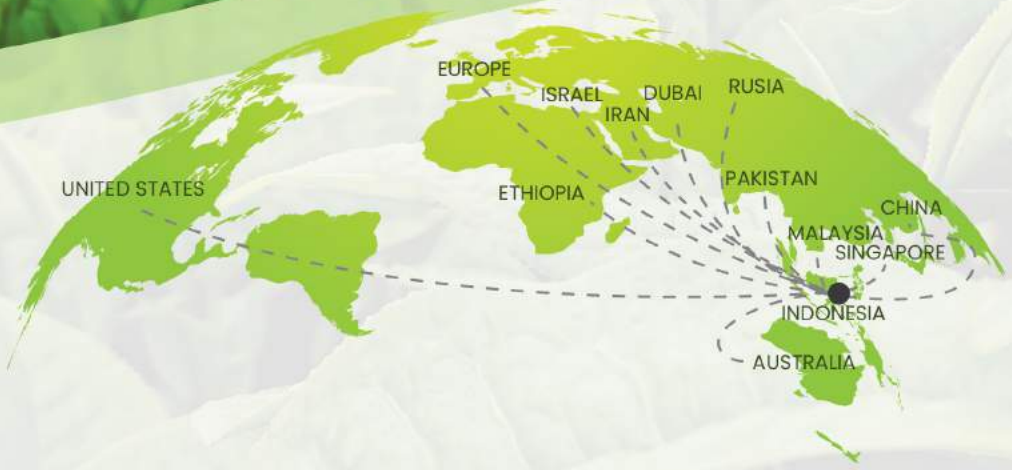 EUROPE
ISRAEL
DUBAI
RUSIA
IRAN
UNITED STATES
ETHIOPIA
PAKISTAN
CHINA
MALAYSIA
SINGAPORE
INDONESIA
AUSTRALIA